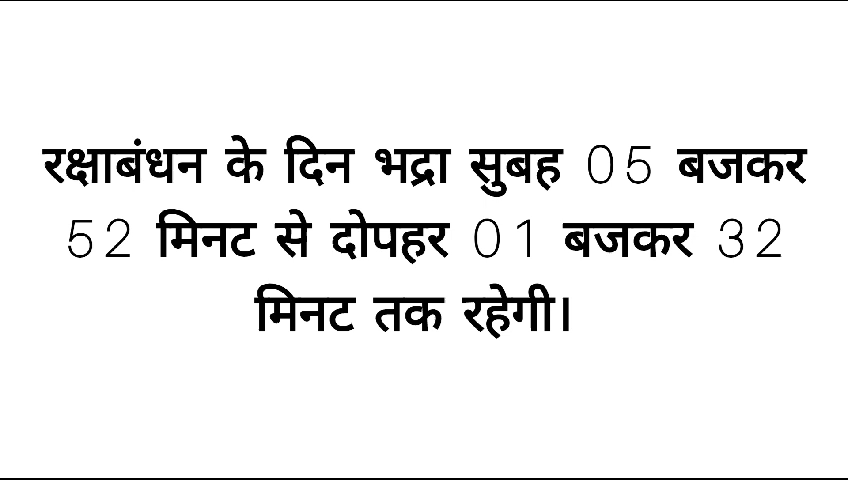 रक्षाबंधन के दिन भद्रा सुबह 05 बजकर
52 मिनट से दोपहर 01 बजकर 32
मिनट तक रहेगी।